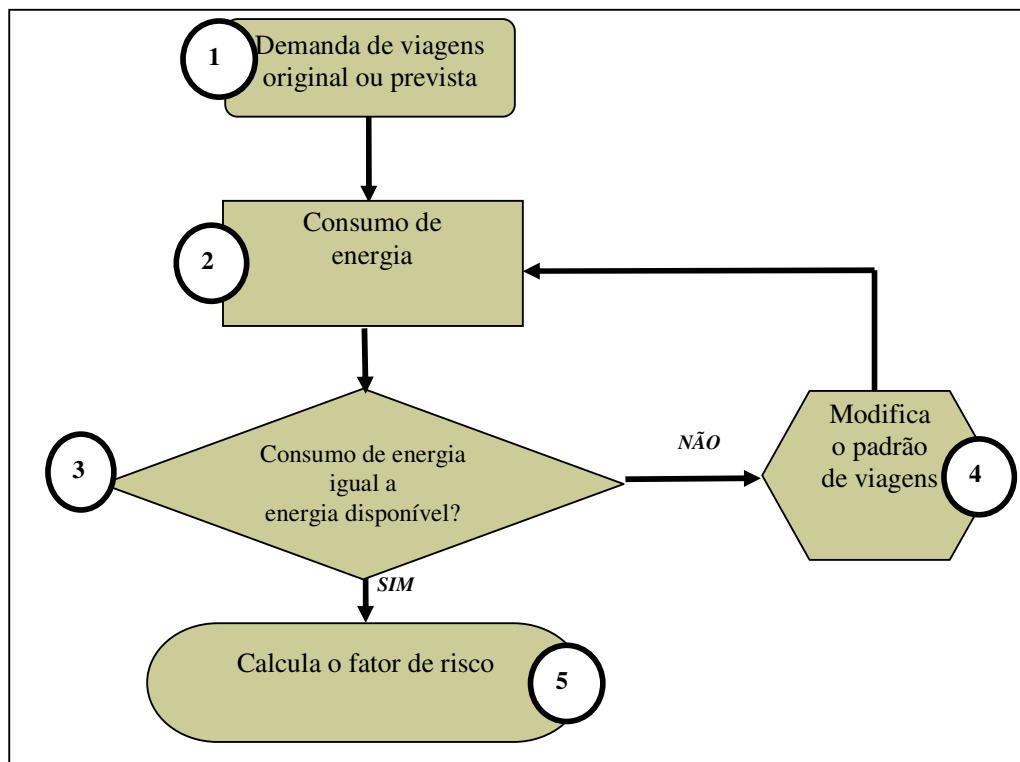 1
Demanda de viagens
original ou prevista
2
Consumo de
energia
3
Consumo de energia
igual a
energia disponível?
NÃO
Modifica
o padrão
de viagens
4
SIM
Calcula o fator de risco
5